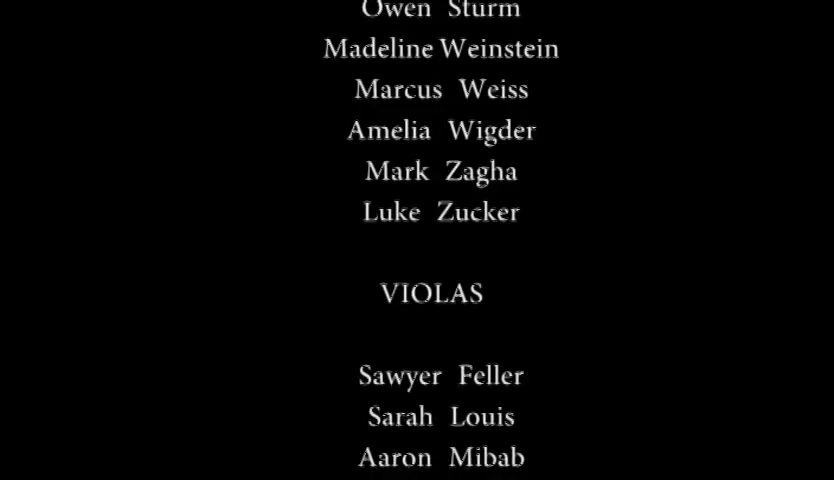 Owen Sturm
Madeline Weinstein
Marcus Weiss
Amelia Wigder
Mark Zagha
Luke Zucker
VIOLAS
Sawyer Feller
Sarah Louis
Aaron Mibab